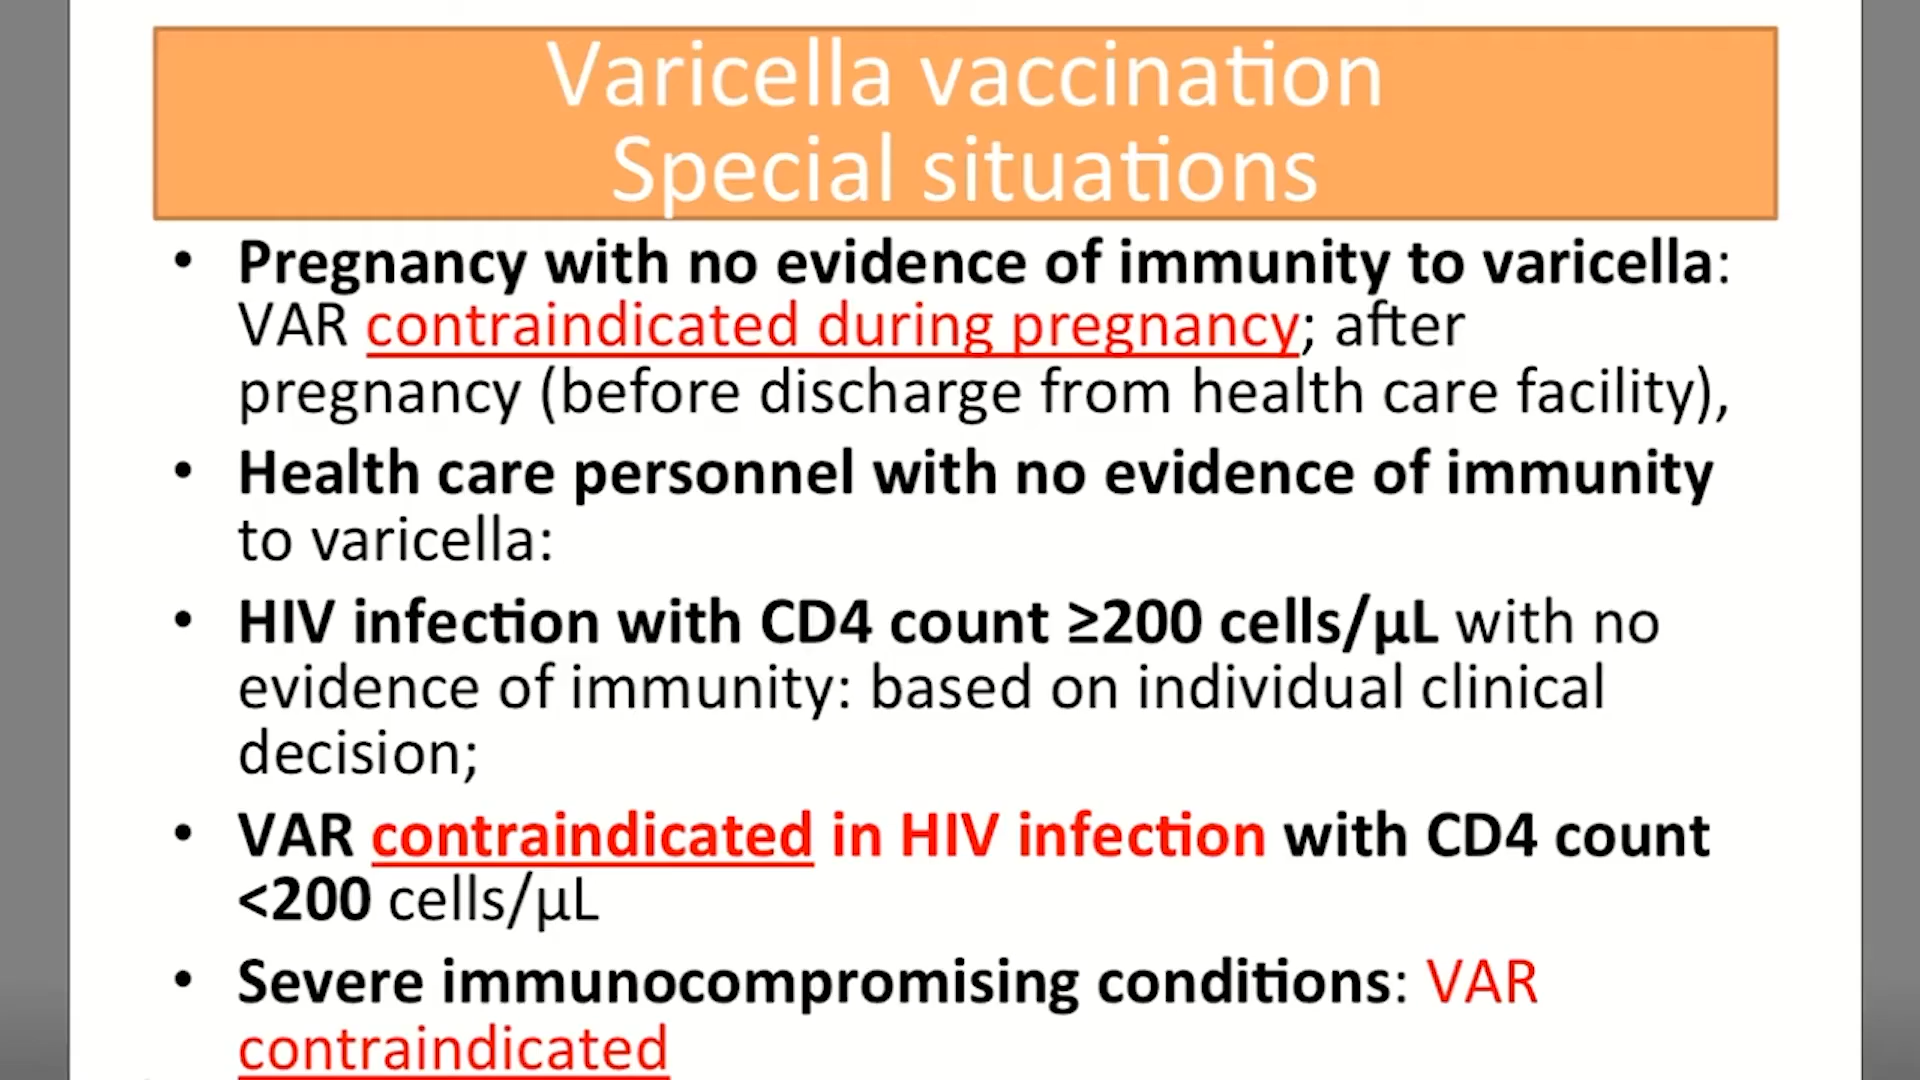 Varicella vaccination
Special situations
• Pregnancy with no evidence of immunity to varicella:
VAR contraindicated during pregnancy; after
pregnancy (before discharge from health care facility),
• Health care personnel with no evidence of immunity
to varicella:
• HIV infection with CD4 count ≥200 cells/μL with no
evidence of immunity: based on individual clinical
decision;
• VAR contraindicated in HIV infection with CD4 count
<200 cells/μL
• Severe immunocompromising conditions: VAR
contraindicated